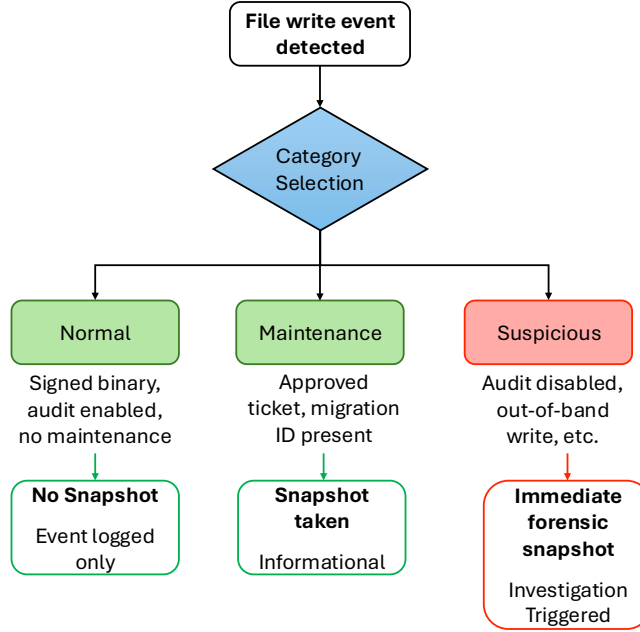 File write event
detected
Category
Selection
Normal
Signed binary,
audit enabled,
no maintenance
No Snapshot
Event logged
only
Maintenance
Approved
ticket, migration
ID present
Snapshot
taken
Informational
Suspicious
Audit disabled,
out-of-band
write, etc.
Immediate
forensic
snapshot
Investigation
Triggered